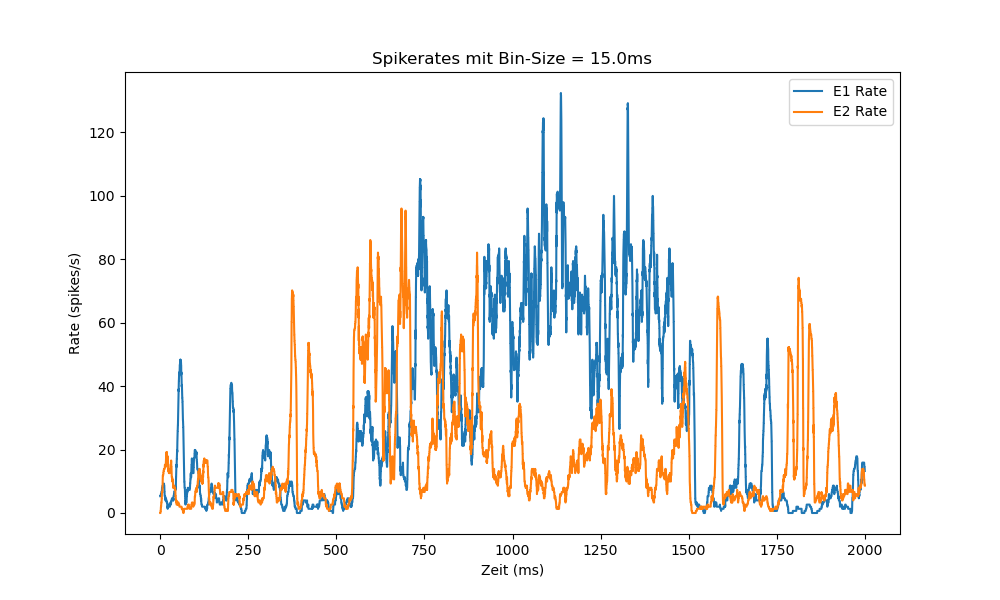 Spikerates mit Bin-Size = 15.0ms
E1 Rate
E2 Rate
120
100
80
60
40
20
0
Rate (spikes/s)
0 250 500 750 1000 1250 1500 1750 2000
Zeit (ms)